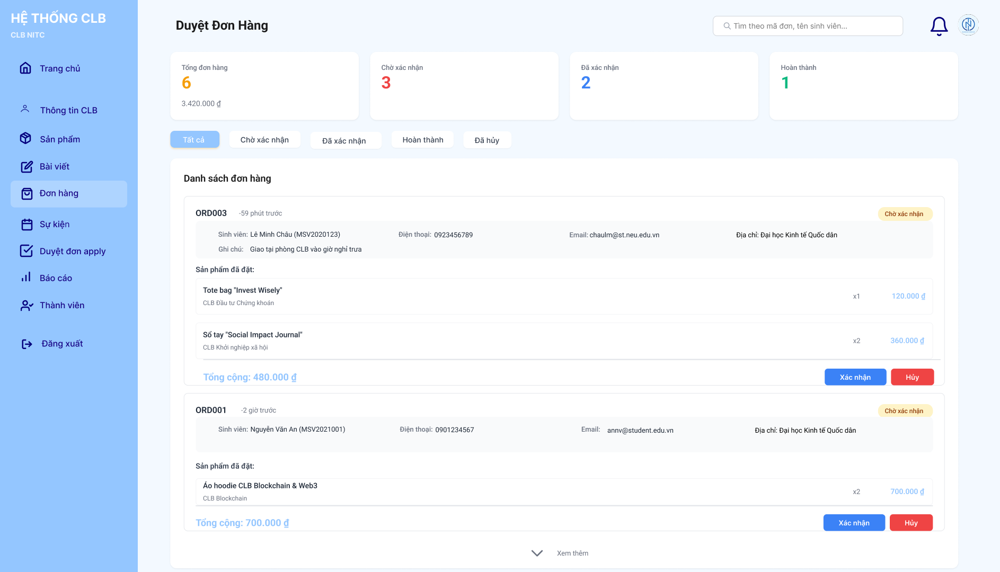 HỆ THỐNG CLB
CLB NITC
Trang chủ
Thông tin CLB
Sản phẩm
Bài viết
Đơn hàng
Sự kiện
Duyệt đơn apply
Báo cáo
Thành viên
Đăng xuất
Duyệt Đơn Hàng
Tìm theo mã đơn, tên sinh viên...
Tổng đơn hàng
6
3.420.000 ₫
Chờ xác nhận
3
Đã xác nhận
2
Hoàn thành
1
Tất cả
Chờ xác nhận
Đã xác nhận
Hoàn thành
Đã hủy
Danh sách đơn hàng
ORD003 -59 phút trước
Chờ xác nhận
Sinh viên: Lê Minh Châu (MSV2020123) Điện thoại: 0923456789 Email: chaulm@st.neu.edu.vn Địa chỉ: Đại học Kinh tế Quốc dân
Ghi chú: Giao tại phòng CLB vào giờ nghỉ trưa
Sản phẩm đã đặt:
Tote bag "Invest Wisely"
CLB Đầu tư Chứng khoán
x1 120.000 ₫
Sổ tay "Social Impact Journal"
CLB Khởi nghiệp xã hội
x2 360.000 ₫
Tổng cộng: 480.000 ₫
Xác nhận
Hủy
ORD001 -2 giờ trước
Chờ xác nhận
Sinh viên: Nguyễn Văn An (MSV2021001) Điện thoại: 0901234567 Email: annv@student.edu.vn Địa chỉ: Đại học Kinh tế Quốc dân
Sản phẩm đã đặt:
Áo hoodie CLB Blockchain & Web3
CLB Blockchain
x2 700.000 ₫
Tổng cộng: 700.000 ₫
Xác nhận
Hủy
Xem thêm